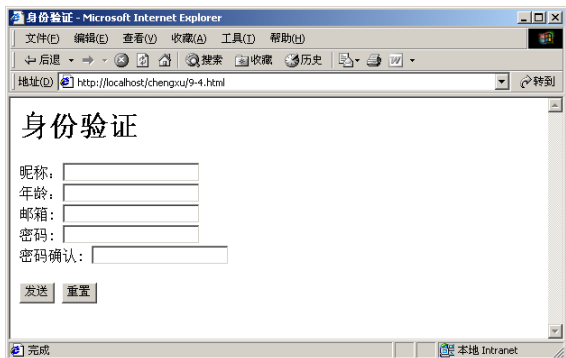 身份验证 - Microsoft Internet Explorer
文件(F) 编辑(E) 查看(V) 收藏(A) 工具(T) 帮助(H)
后退 搜索 收藏 历史
地址(D) http://localhost/chengxu/9-4.html 转到
身份验证
昵称：
年龄：
邮箱：
密码：
密码确认：
发送 重置
完成 本地 Intranet